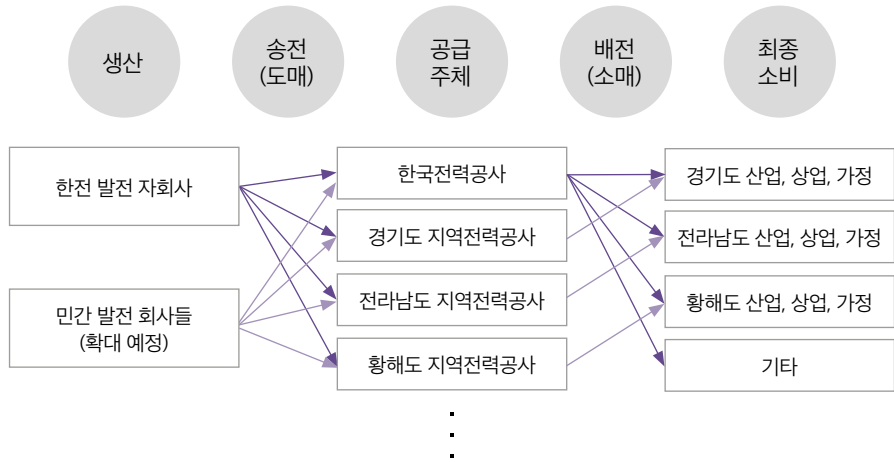 생산
송전
(도매)
공급
주체
배전
(소매)
최종
소비
한전 발전 자회사
민간 발전 회사들
(확대 예정)
한국전력공사
경기도 지역전력공사
전라남도 지역전력공사
황해도 지역전력공사
경기도 산업, 상업, 가정
전라남도 산업, 상업, 가정
황해도 산업, 상업, 가정
기타